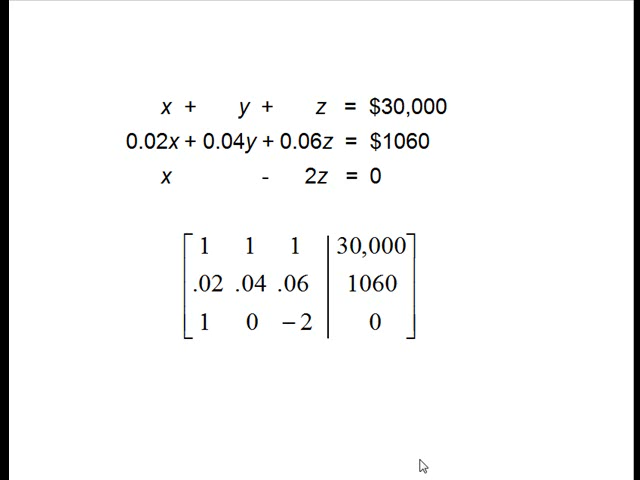 x + y + z = $30,000
0.02x + 0.04y + 0.06z = $1060
x - 2z = 0
1 1 1 30,000
.02 .04 .06 1060
1 0 −2 0